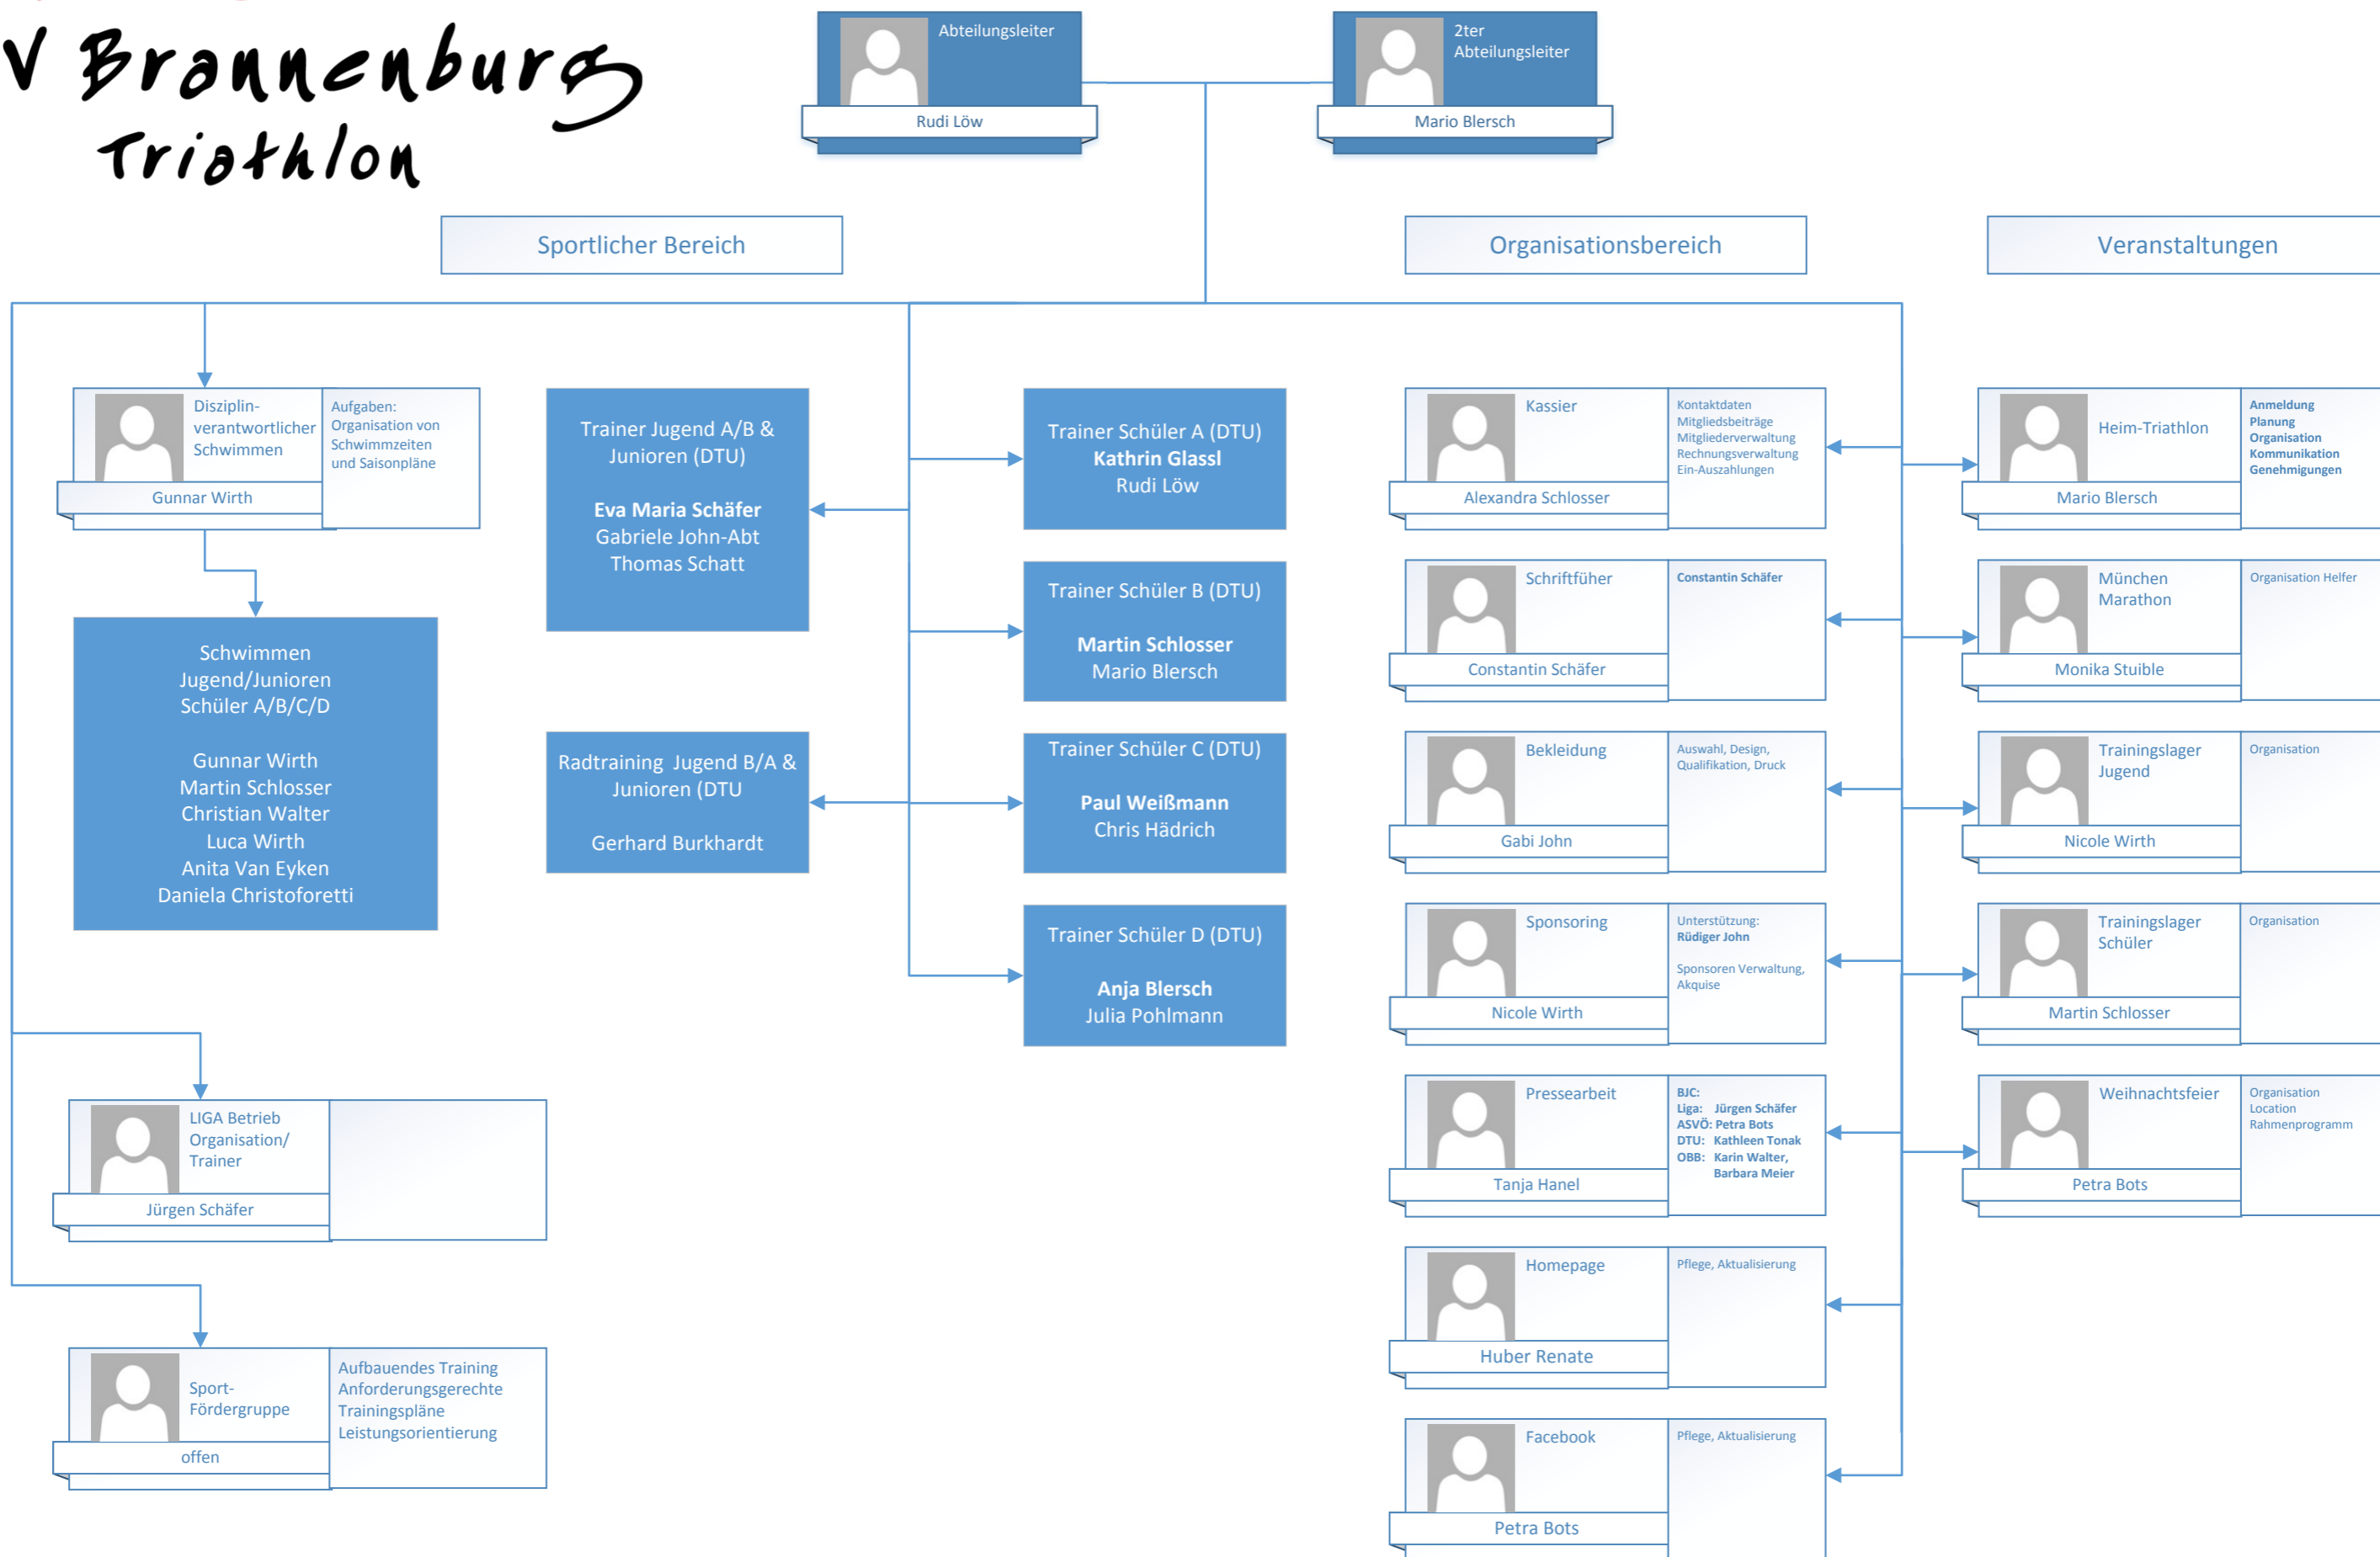 V Brannenburg
Triathlon
Abteilungsleiter
Rudi Löw
2ter
Abteilungsleiter
Mario Blersch
Sportlicher Bereich
Organisationsbereich
Veranstaltungen
Disziplin-
verantwortlicher
Schwimmen
Gunnar Wirth
Aufgaben:
Organisation von
Schwimmzeiten
und Saisonpläne
Schwimmen
Jugend/Junioren
Schüler A/B/C/D
Gunnar Wirth
Martin Schlosser
Christian Walter
Luca Wirth
Anita Van Eyken
Daniela Christoforetti
LIGA Betrieb
Organisation/
Trainer
Jürgen Schäfer
Sport-
Fördergruppe
offen
Aufbauendes Training
Anforderungsgerechte
Trainingspläne
Leistungsorientierung
Trainer Jugend A/B &
Junioren (DTU)
Eva Maria Schäfer
Gabriele John-Abt
Thomas Schatt
Radtraining  Jugend B/A &
Junioren (DTU
Gerhard Burkhardt
Trainer Schüler A (DTU)
Kathrin Glassl
Rudi Löw
Trainer Schüler B (DTU)
Martin Schlosser
Mario Blersch
Trainer Schüler C (DTU)
Paul Weißmann
Chris Hädrich
Trainer Schüler D (DTU)
Anja Blersch
Julia Pohlmann
Kassier
Alexandra Schlosser
Kontaktdaten
Mitgliedsbeiträge
Mitgliederverwaltung
Rechnungsverwaltung
Ein-Auszahlungen
Schriftfüher
Constantin Schäfer
Constantin Schäfer
Bekleidung
Gabi John
Auswahl, Design,
Qualifikation, Druck
Sponsoring
Nicole Wirth
Unterstützung:
Rüdiger John
Sponsoren Verwaltung,
Akquise
Pressearbeit
Tanja Hanel
BJC:
Liga: Jürgen Schäfer
ASVÖ: Petra Bots
DTU: Kathleen Tonak
OBB: Karin Walter,
Barbara Meier
Homepage
Huber Renate
Pflege, Aktualisierung
Facebook
Petra Bots
Pflege, Aktualisierung
Heim-Triathlon
Mario Blersch
Anmeldung
Planung
Organisation
Kommunikation
Genehmigungen
München
Marathon
Monika Stuible
Organisation Helfer
Trainingslager
Jugend
Nicole Wirth
Organisation
Trainingslager
Schüler
Martin Schlosser
Organisation
Weihnachtsfeier
Petra Bots
Organisation
Location
Rahmenprogramm